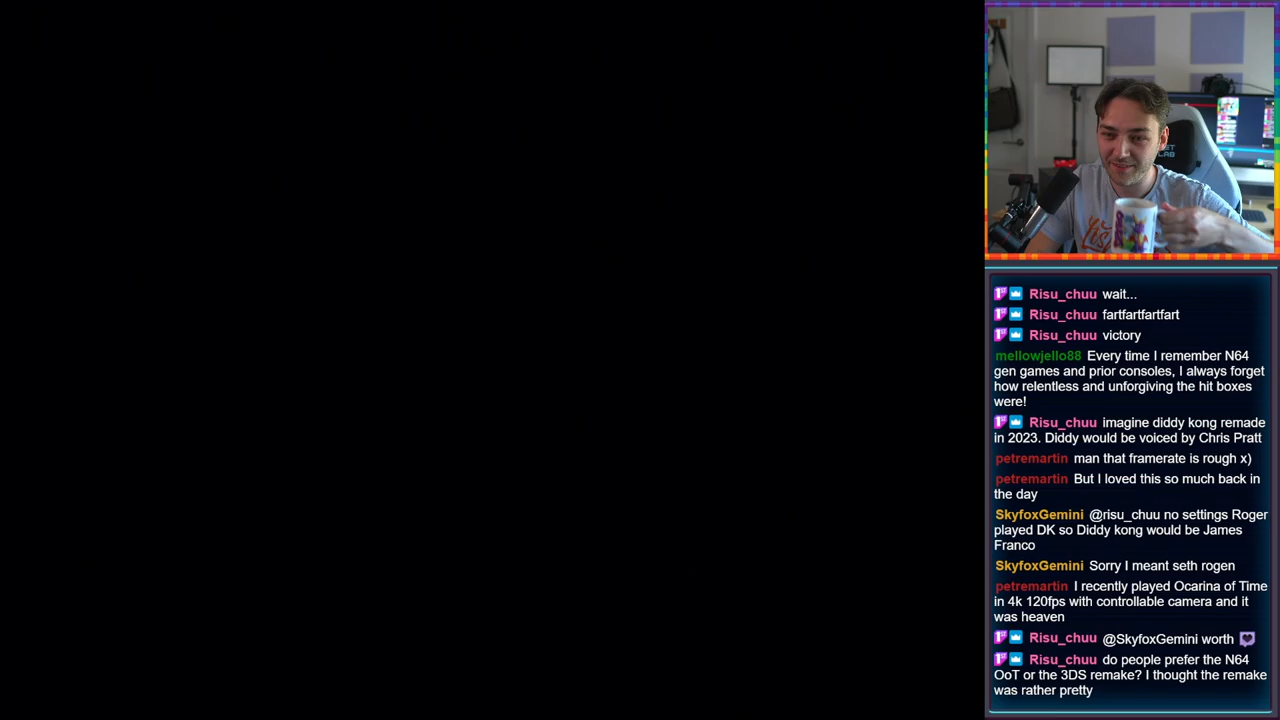 Risu_chuu wait...
Risu_chuu fartfartfartfart
Risu_chuu victory
mellowjello88 Every time I remember N64
gen games and prior consoles, I always forget
how relentless and unforgiving the hit boxes
were!
Risu_chuu imagine diddy kong remade
in 2023. Diddy would be voiced by Chris Pratt
petremartin man that framerate is rough x)
petremartin But I loved this so much back in
the day
SkyfoxGemini @risu_chuu no settings Roger
played DK so Diddy kong would be James
Franco
SkyfoxGemini Sorry I meant seth rogen
petremartin I recently played Ocarina of Time
in 4k 120fps with controllable camera and it
was heaven
Risu_chuu @SkyfoxGemini worth
Risu_chuu do people prefer the N64
OoT or the 3DS remake? I thought the remake
was rather pretty